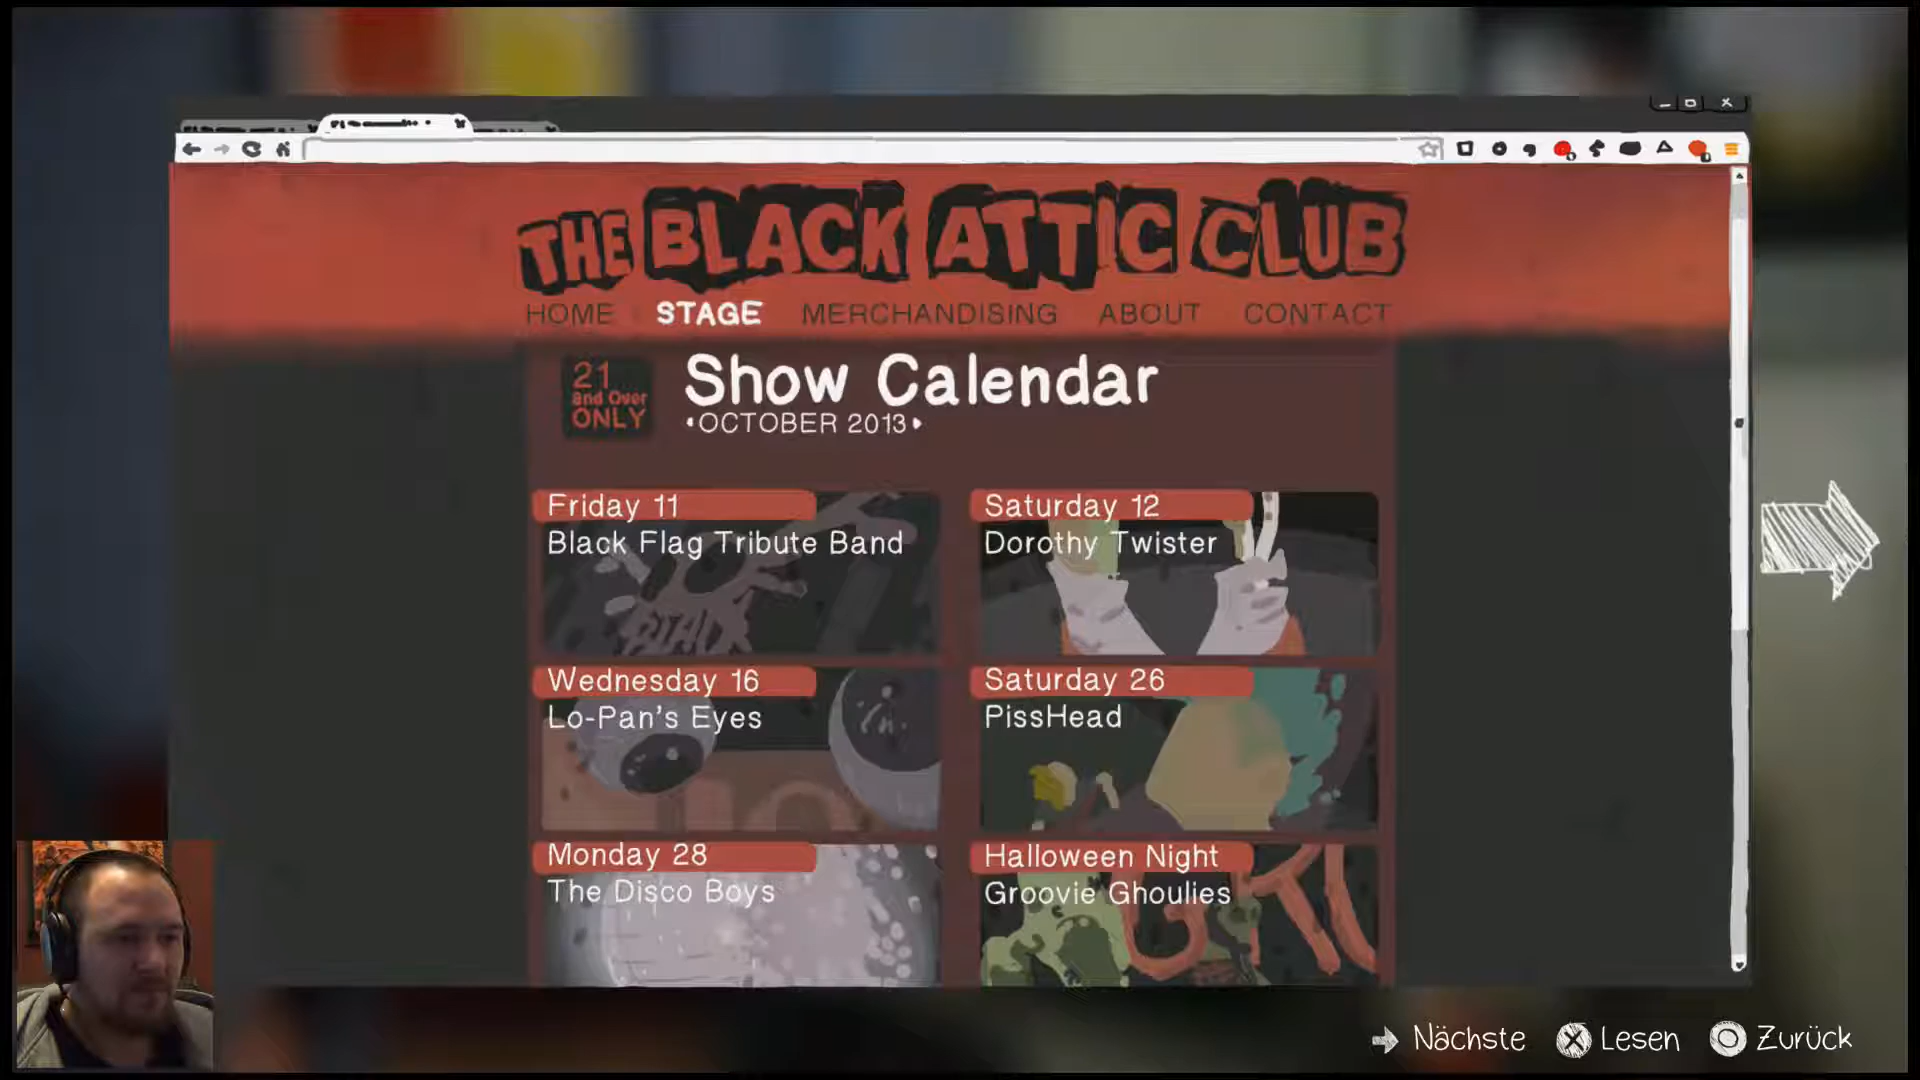 THE BLACK ATTIC CLUB
HOME STAGE MERCHANDISING ABOUT CONTACT
21
and Over
ONLY
Show Calendar
OCTOBER 2013
Friday 11
Black Flag Tribute Band
Saturday 12
Dorothy Twister
Wednesday 16
Lo-Pan's Eyes
Saturday 26
PissHead
Monday 28
The Disco Boys
Halloween Night
Groovie Ghoulies
Nächste Lesen Zurück